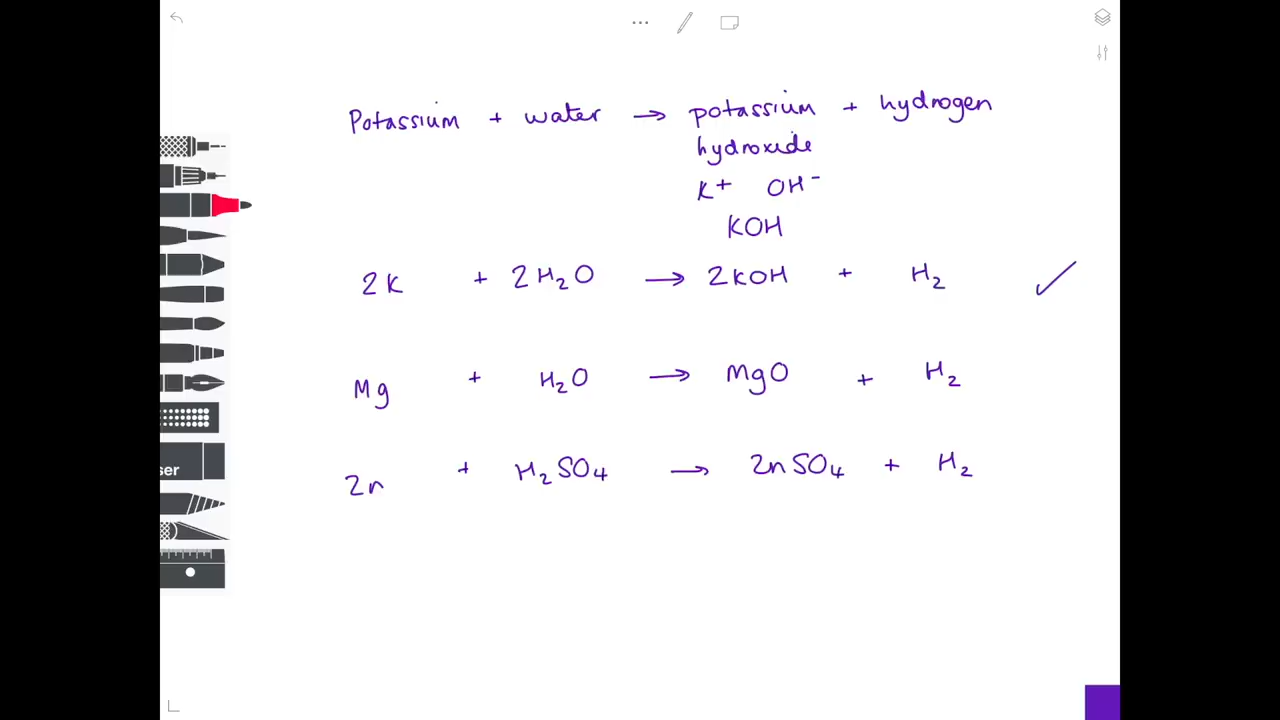 Potassium + water → potassium + hydrogen
hydroxide
K+ OH-
KOH
2K + 2H2O → 2KOH + H2 ✓
Mg + H2O → MgO + H2
Zn + H2SO4 → ZnSO4 + H2
ser